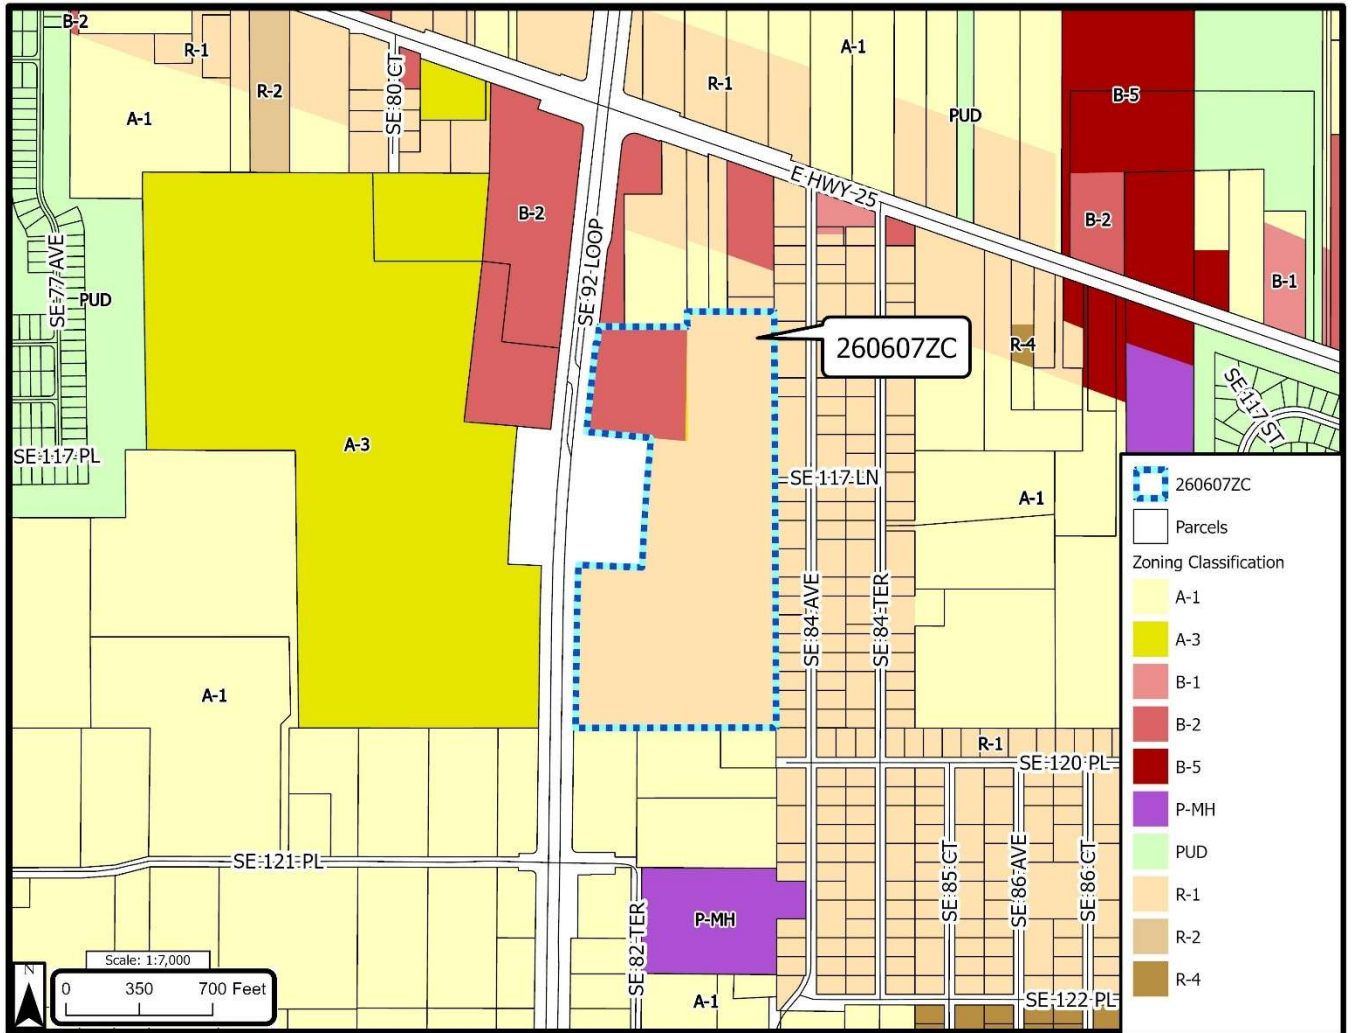 B-2
R-1
A-1
R-1
A-1
R-2
SE 80 CT
B-5
PUD
E HWY 25
B-2
B-2
SE 92 LOOP
SE 77 AVE
PUD
B-1
260607ZC
R-4
SE 117 ST
A-3
SE 117 PL
SE 117 LN
A-1
SE 84 AVE
SE 84 TER
A-1
R-1
SE 120 PL
SE 121 PL
SE 82 TER
P-MH
SE 85 CT
SE 86 AVE
SE 86 CT
A-1
SE 122 PL
260607ZC
Parcels
Zoning Classification
A-1
A-3
B-1
B-2
B-5
P-MH
PUD
R-1
R-2
R-4
N
Scale: 1:7,000
0 350 700 Feet
A-1